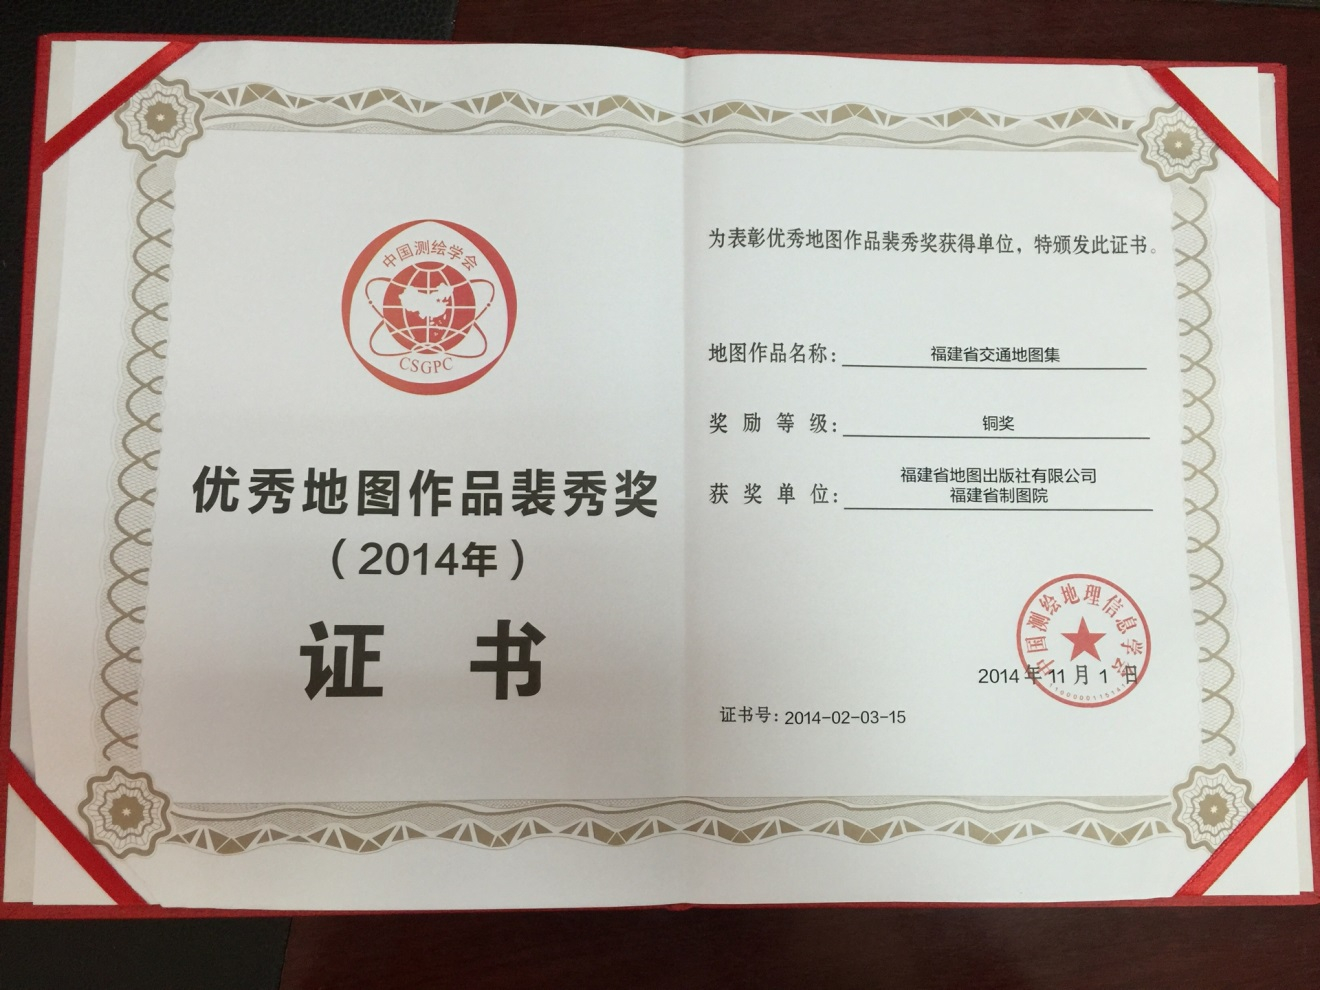 中国测绘学会
CSGPC
优秀地图作品裴秀奖
（2014年）
证 书
为表彰优秀地图作品裴秀奖获得单位，特颁发此证书。
地图作品名称：福建省交通地图集
奖励等级：铜奖
获奖单位：福建省地图出版社有限公司
福建省制图院
中国测绘地理信息学会
2014年11月1日
证书号：2014-02-03-15